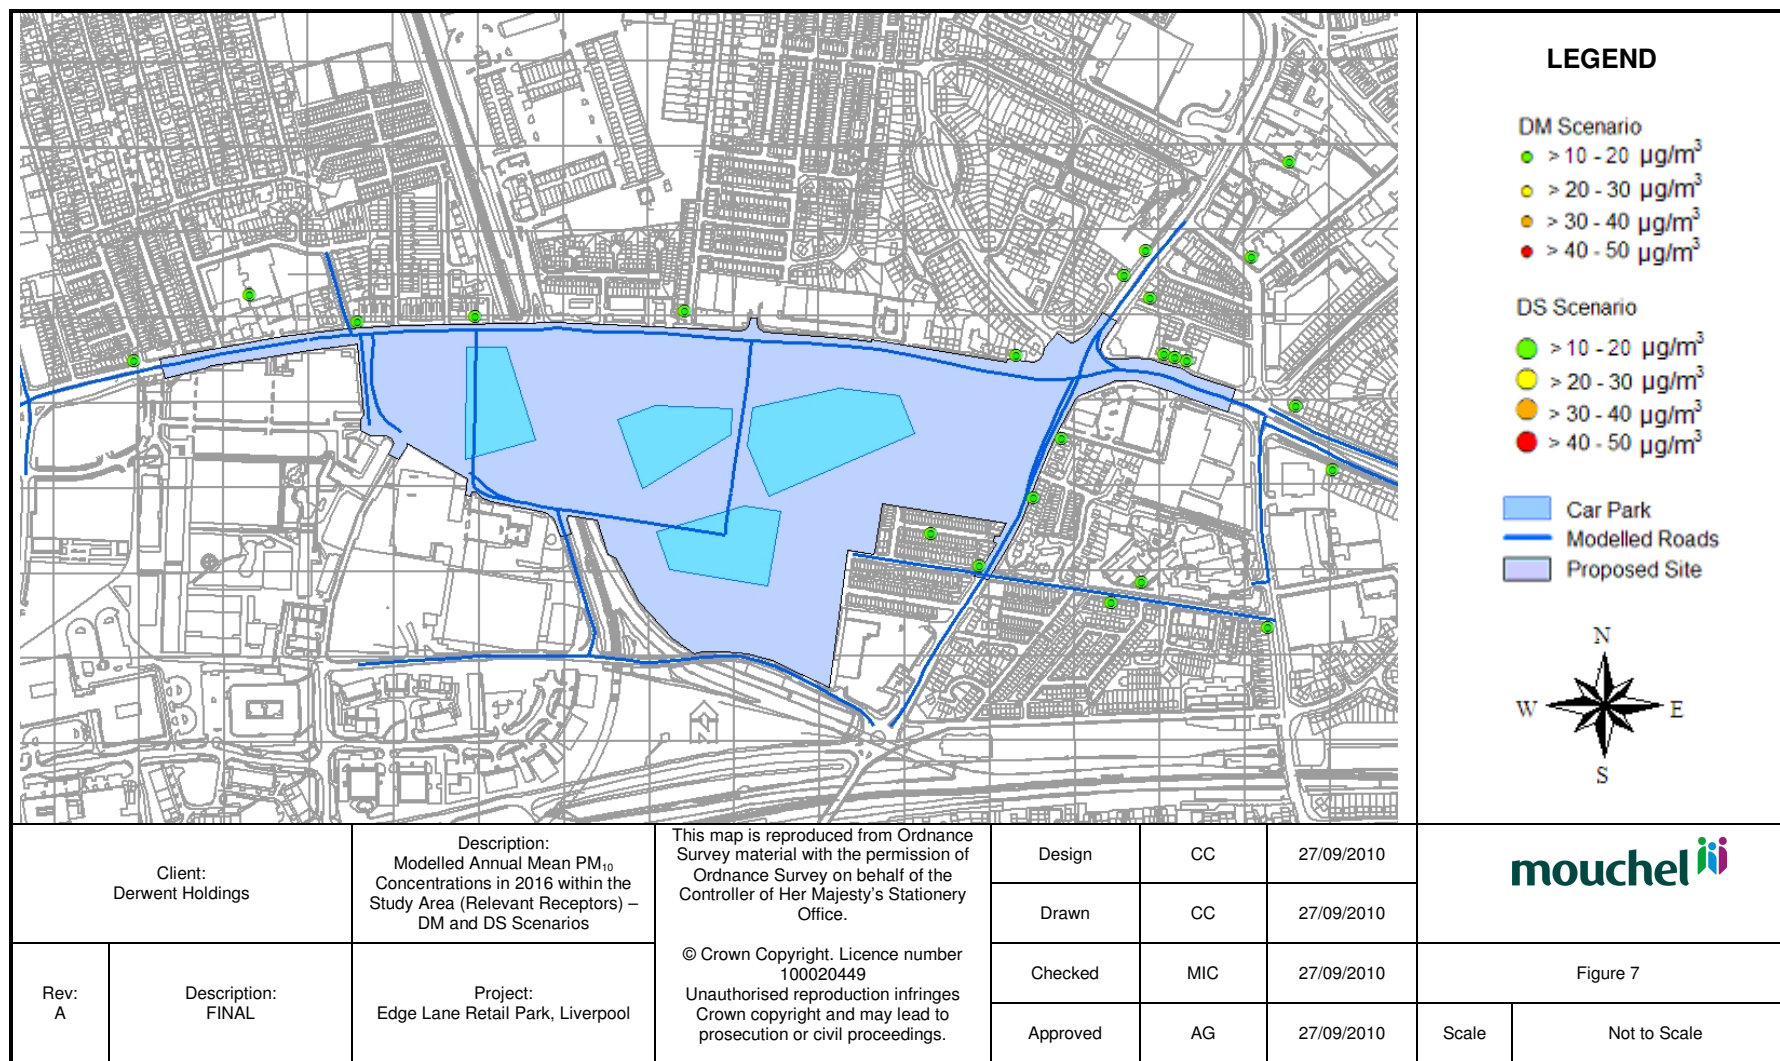 LEGEND
DM Scenario
> 10 - 20 µg/m³
> 20 - 30 µg/m³
> 30 - 40 µg/m³
> 40 - 50 µg/m³
DS Scenario
> 10 - 20 µg/m³
> 20 - 30 µg/m³
> 30 - 40 µg/m³
> 40 - 50 µg/m³
Car Park
Modelled Roads
Proposed Site
N
W E
S
Client:
Derwent Holdings
Description:
Modelled Annual Mean PM₁₀
Concentrations in 2016 within the
Study Area (Relevant Receptors) –
DM and DS Scenarios
This map is reproduced from Ordnance
Survey material with the permission of
Ordnance Survey on behalf of the
Controller of Her Majesty's Stationery
Office.
© Crown Copyright. Licence number
100020449
Unauthorised reproduction infringes
Crown copyright and may lead to
prosecution or civil proceedings.
Design CC 27/09/2010
Drawn CC 27/09/2010
Checked MIC 27/09/2010
Approved AG 27/09/2010
mouchel
Rev:
A
Description:
FINAL
Project:
Edge Lane Retail Park, Liverpool
Figure 7
Scale Not to Scale